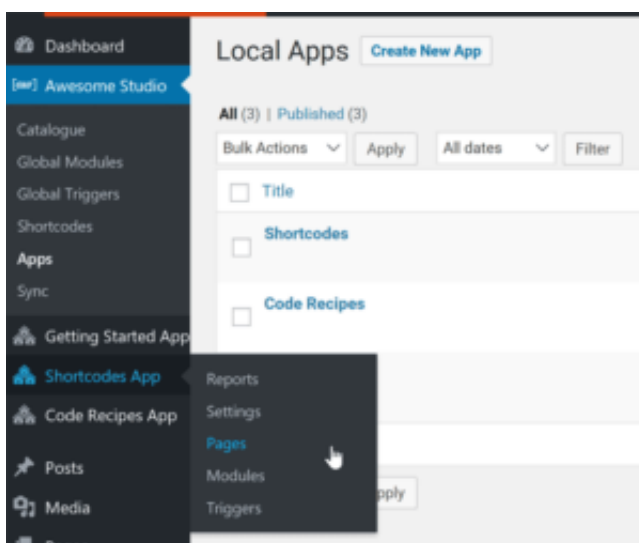 Dashboard
Awesome Studio
Catalogue
Global Modules
Global Triggers
Shortcodes
Apps
Sync
Getting Started App
Shortcodes App
Code Recipes App
Posts
Media
Local Apps Create New App
All (3) | Published (3)
Bulk Actions Apply All dates Filter
Title
Shortcodes
Code Recipes
Reports
Settings
Pages
Modules
Triggers